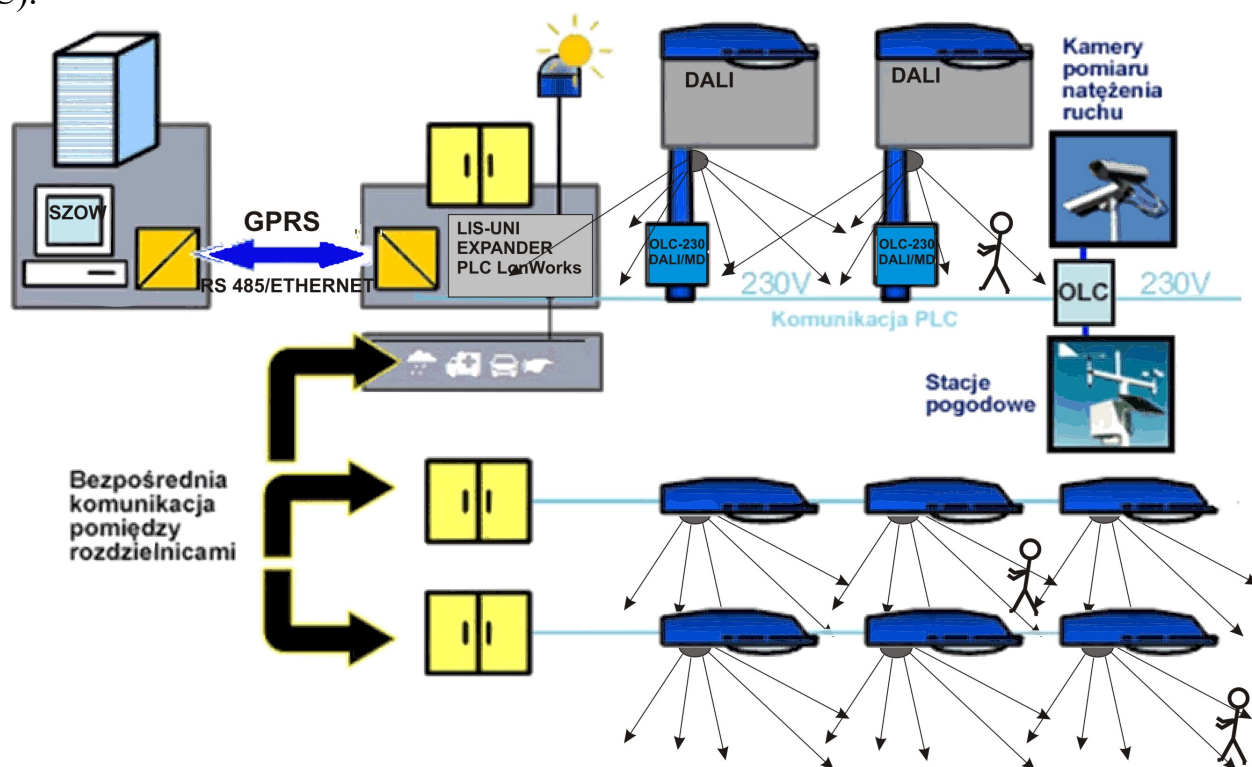 DALI
DALI
Kamery
pomiaru
natężenia
ruchu
SZOW
GPRS
RS 485/ETHERNET
LIS-UNI
EXPANDER
PLC LonWorks
OLC-230
DALI/MD
OLC-230
DALI/MD
230V
OLC
230V
Komunikacja PLC
Stacje
pogodowe
Bezpośrednia
komunikacja
pomiędzy
rozdzielnicami